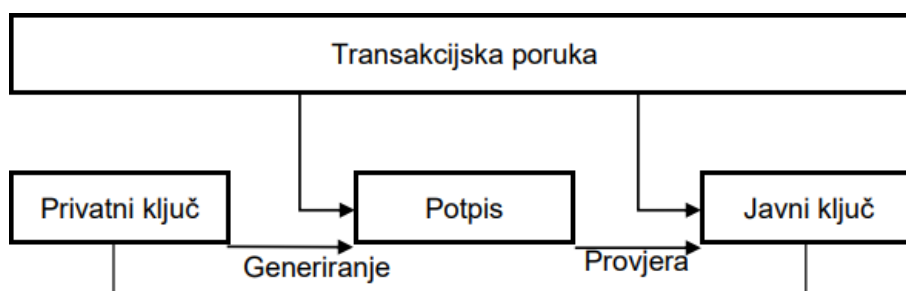 Transakcijska poruka
Privatni ključ
Potpis
Javni ključ
Generiranje
Provjera